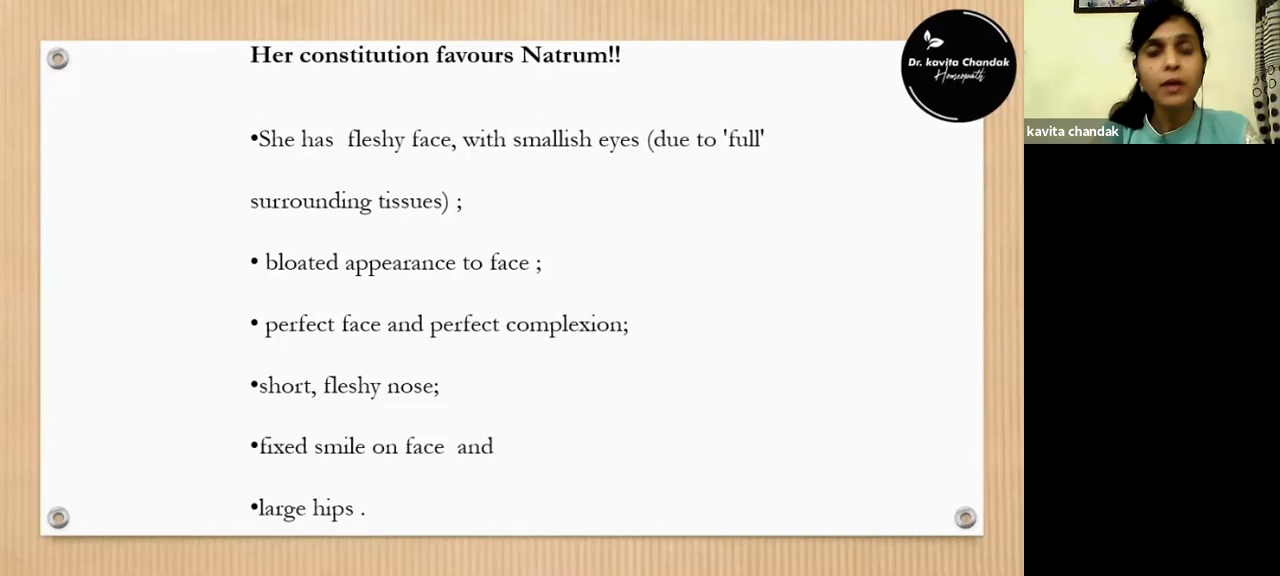 Her constitution favours Natrum!!
•She has fleshy face, with smallish eyes (due to 'full'
surrounding tissues) ;
• bloated appearance to face ;
• perfect face and perfect complexion;
•short, fleshy nose;
•fixed smile on face and
•large hips .
Dr. kavita Chandak
Homeopath
kavita chandak